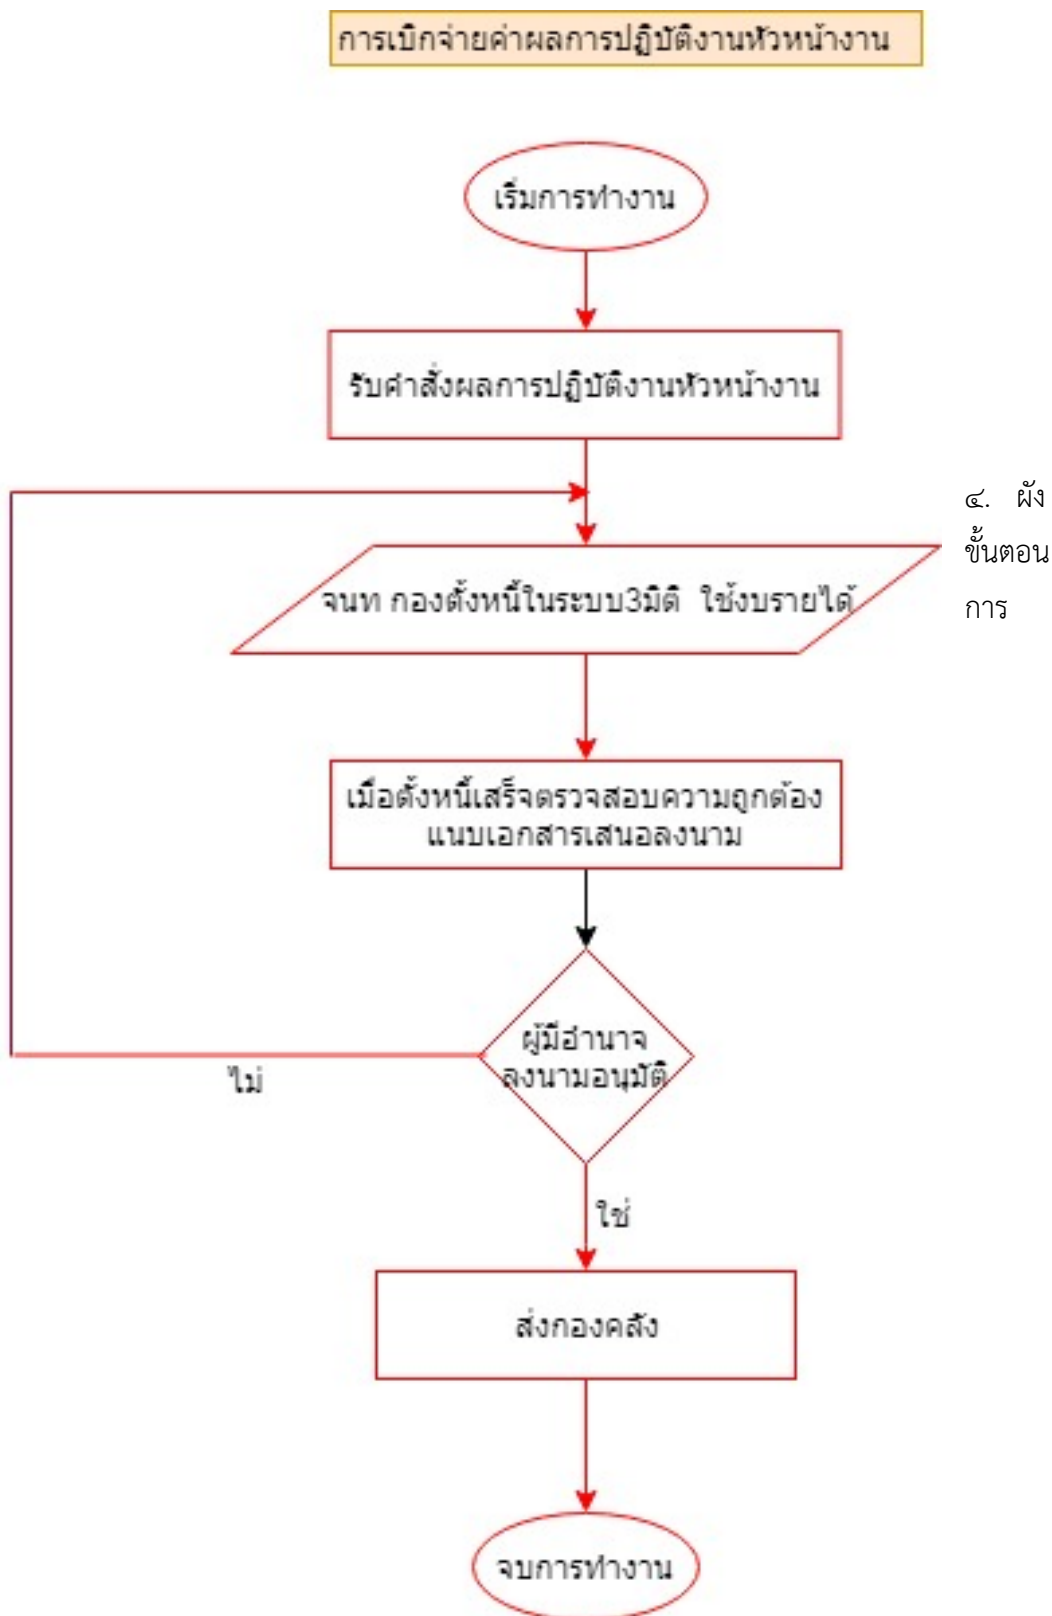 การเบิกจ่ายค่าผลการปฏิบัติงานหัวหน้างาน
เริ่มการทำงาน
รับคำสั่งผลการปฏิบัติงานหัวหน้างาน
๔. ผัง
ขั้นตอน
การ
จนท กองตั้งหนี้ในระบบ3มิติ ใช้งบรายได้
เมื่อตั้งหนี้เสร็จตรวจสอบความถูกต้อง
แนบเอกสารเสนอลงนาม
ผู้มีอำนาจ
ลงนามอนุมัติ
ไม่
ใช่
ส่งกองคลัง
จบการทำงาน